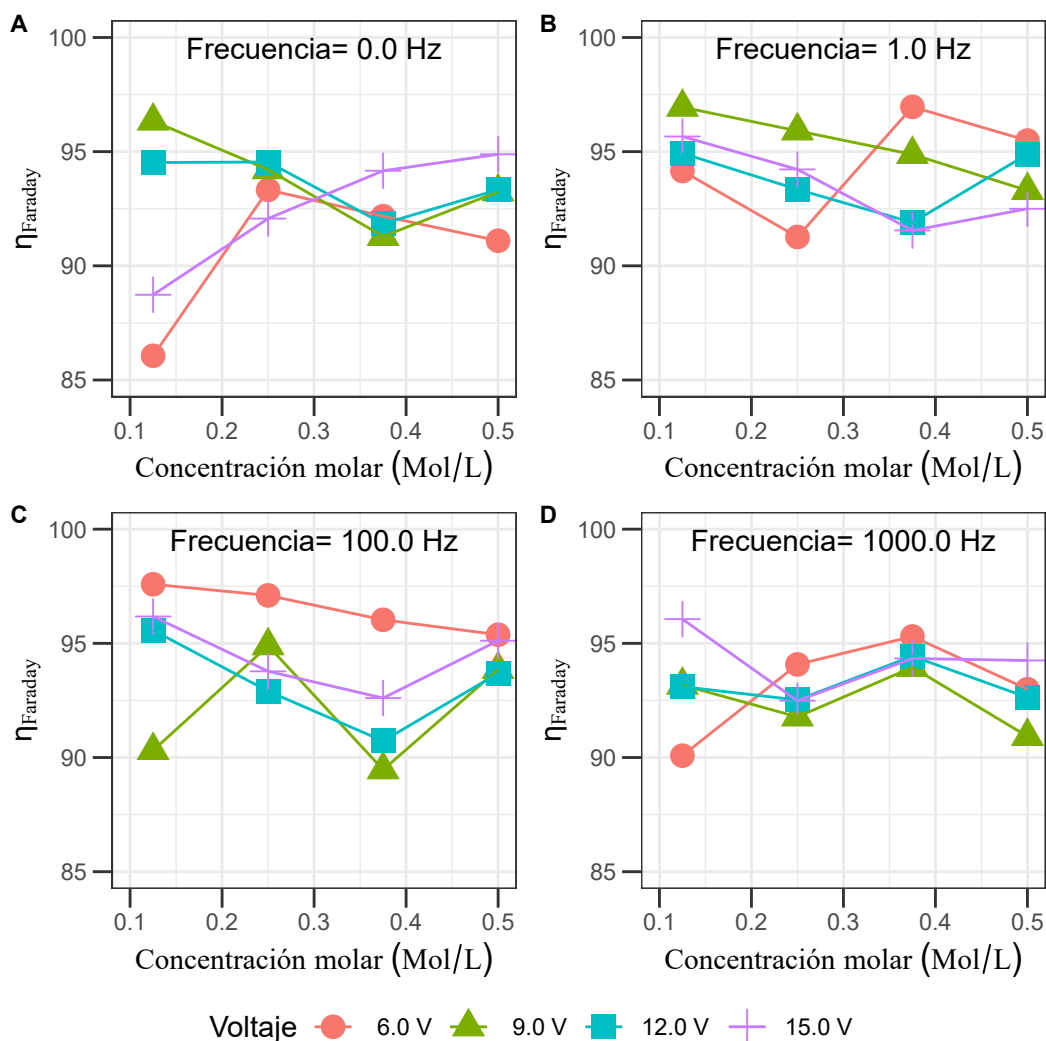 A
Frecuencia= 0.0 Hz
100
95
90
85
ηFaraday
0.1 0.2 0.3 0.4 0.5
Concentración molar (Mol/L)
B
Frecuencia= 1.0 Hz
100
95
90
85
ηFaraday
0.1 0.2 0.3 0.4 0.5
Concentración molar (Mol/L)
C
Frecuencia= 100.0 Hz
100
95
90
85
ηFaraday
0.1 0.2 0.3 0.4 0.5
Concentración molar (Mol/L)
D
Frecuencia= 1000.0 Hz
100
95
90
85
ηFaraday
0.1 0.2 0.3 0.4 0.5
Concentración molar (Mol/L)
Voltaje 6.0 V 9.0 V 12.0 V 15.0 V